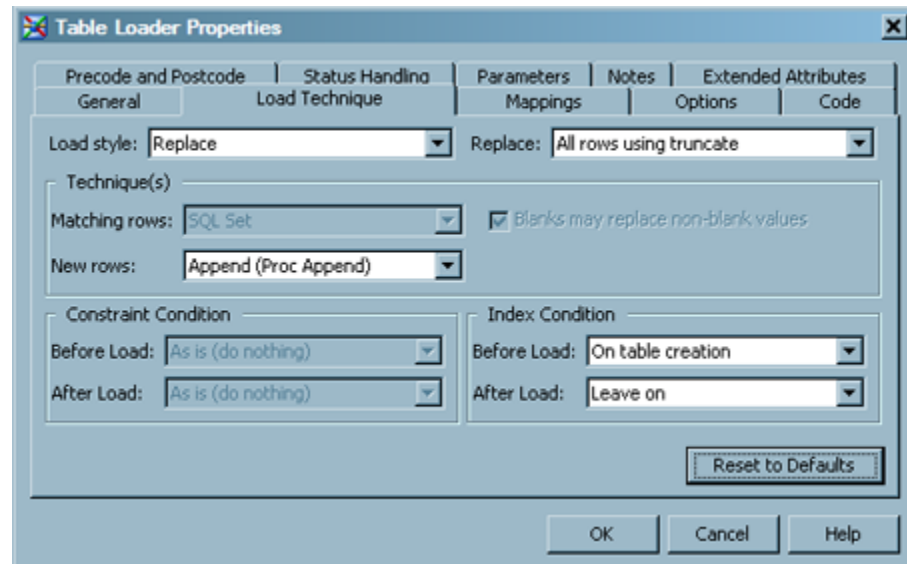 Table Loader Properties
Precode and Postcode Status Handling Parameters Notes Extended Attributes
General Load Technique Mappings Options Code
Load style: Replace Replace: All rows using truncate
Technique(s)
Matching rows: SQL Set Blanks may replace non-blank values
New rows: Append (Proc Append)
Constraint Condition Index Condition
Before Load: As is (do nothing) Before Load: On table creation
After Load: As is (do nothing) After Load: Leave on
Reset to Defaults
OK Cancel Help